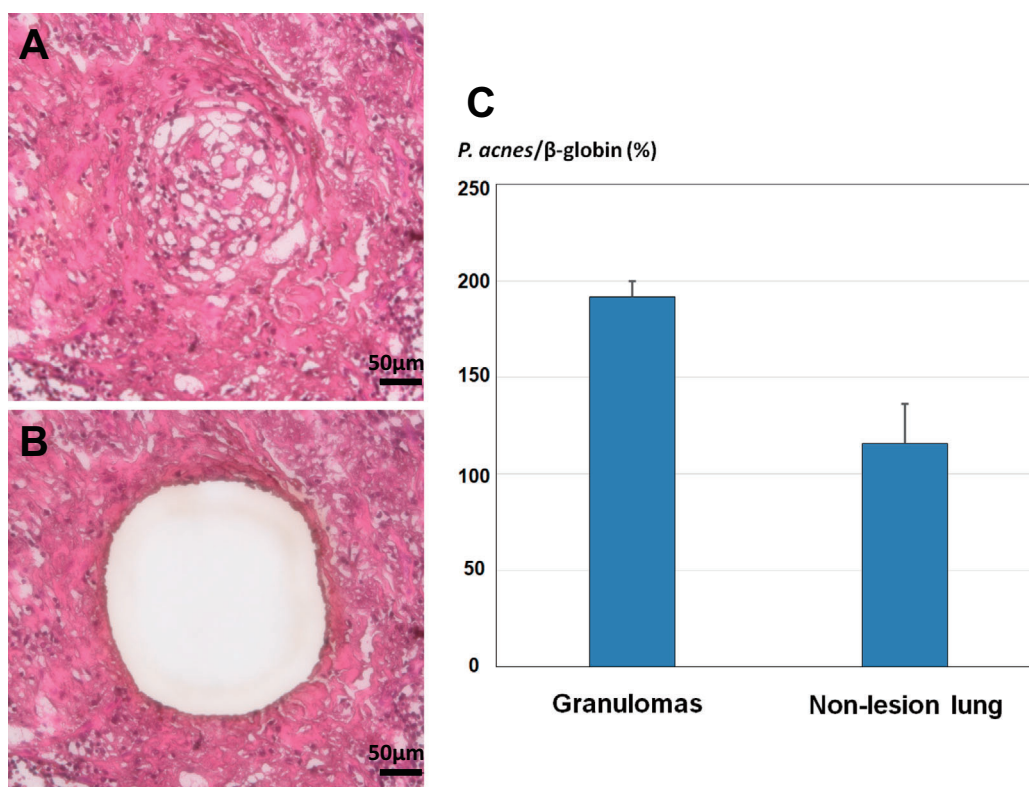 A
50μm
B
50μm
C
P. acnes/β-globin (%)
250
200
150
100
50
0
Granulomas
Non-lesion lung